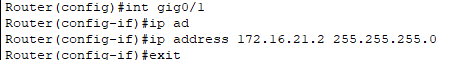 Router(config)#int gig0/1
Router(config-if)#ip ad
Router(config-if)#ip address 172.16.21.2 255.255.255.0
Router(config-if)#exit